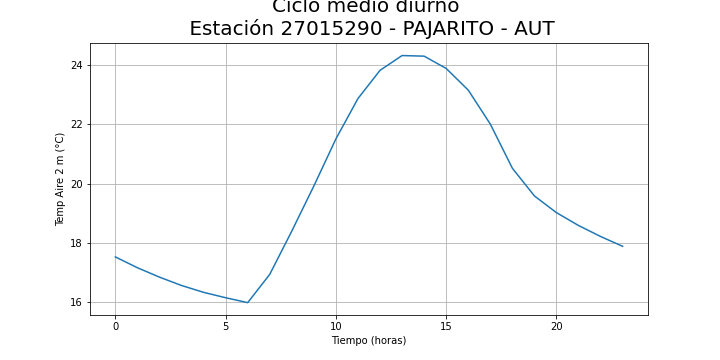 Ciclo medio diurno
Estación 27015290 - PAJARITO - AUT
24
22
20
18
16
Temp Aire 2 m (°C)
0 5 10 15 20
Tiempo (horas)